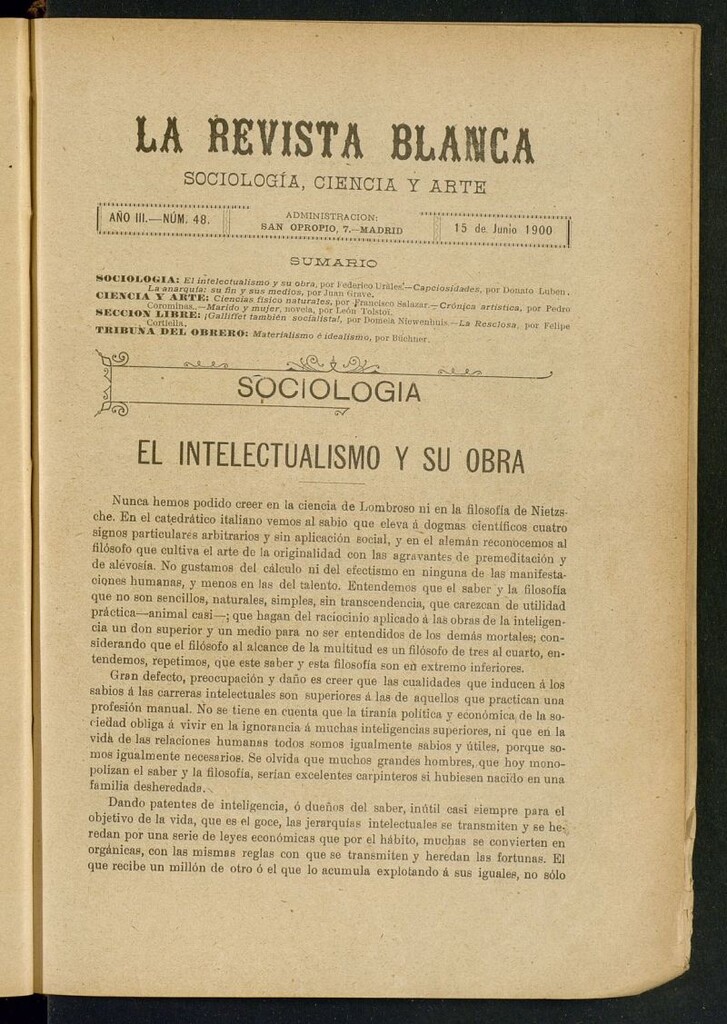 LA REVISTA BLANCA
SOCIOLOGÍA, CIENCIA Y ARTE
AÑO III.—NÚM. 48.
ADMINISTRACION:
SAN OPROPIO, 7.—MADRID
15 de Junio 1900
SUMARIO
SOCIOLOGIA: El intelectualismo y su obra, por Federico Urales.—Capciosidades, por Donato Luben.
La anarquía: su fin y sus medios, por Juan Grave.
CIENCIA Y ARTE: Ciencias físico naturales, por Francisco Salazar.—Crónica artística, por Pedro
Corominas.—Marido y mujer, novela, por León Tolstoi.
SECCION LIBRE: ¡Galliffet también socialista!, por Domela Niewenhuis.—La Resclosa, por Felipe
Cortiella.
TRIBUNA DEL OBRERO: Materialismo é idealismo, por Büchner.
SOCIOLOGIA
EL INTELECTUALISMO Y SU OBRA
Nunca hemos podido creer en la ciencia de Lombroso ni en la filosofía de Nietzs-
che. En el catedrático italiano vemos al sabio que eleva á dogmas científicos cuatro
signos particulares arbitrarios y sin aplicación social, y en el alemán reconocemos al
filósofo que cultiva el arte de la originalidad con las agravantes de premeditación y
de alevosía. No gustamos del cálculo ni del efectismo en ninguna de las manifesta-
ciones humanas, y menos en las del talento. Entendemos que el saber y la filosofía
que no son sencillos, naturales, simples, sin transcendencia, que carezcan de utilidad
práctica—animal casi—; que hagan del raciocinio aplicado á las obras de la inteligen-
cia un don superior y un medio para no ser entendidos de los demás mortales; con-
siderando que el filósofo al alcance de la multitud es un filósofo de tres al cuarto, en-
tendemos, repetimos, que este saber y esta filosofía son en extremo inferiores.
Gran defecto, preocupación y daño es creer que las cualidades que inducen á los
sabios á las carreras intelectuales son superiores á las de aquellos que practican una
profesión manual. No se tiene en cuenta que la tiranía política y económica de la so-
ciedad obliga á vivir en la ignorancia á muchas inteligencias superiores, ni que en la
vida de las relaciones humanas todos somos igualmente sabios y útiles, porque so-
mos igualmente necesarios. Se olvida que muchos grandes hombres, que hoy mono-
polizan el saber y la filosofía, serían excelentes carpinteros si hubiesen nacido en una
familia desheredada.
Dando patentes de inteligencia, ó dueños del saber, inútil casi siempre para el
objetivo de la vida, que es el goce, las jerarquías intelectuales se transmiten y se he-
redan por una serie de leyes económicas que por el hábito, muchas se convierten en
orgánicas, con las mismas reglas con que se transmiten y heredan las fortunas. El
que recibe un millón de otro ó el que lo acumula explotando á sus iguales, no sólo